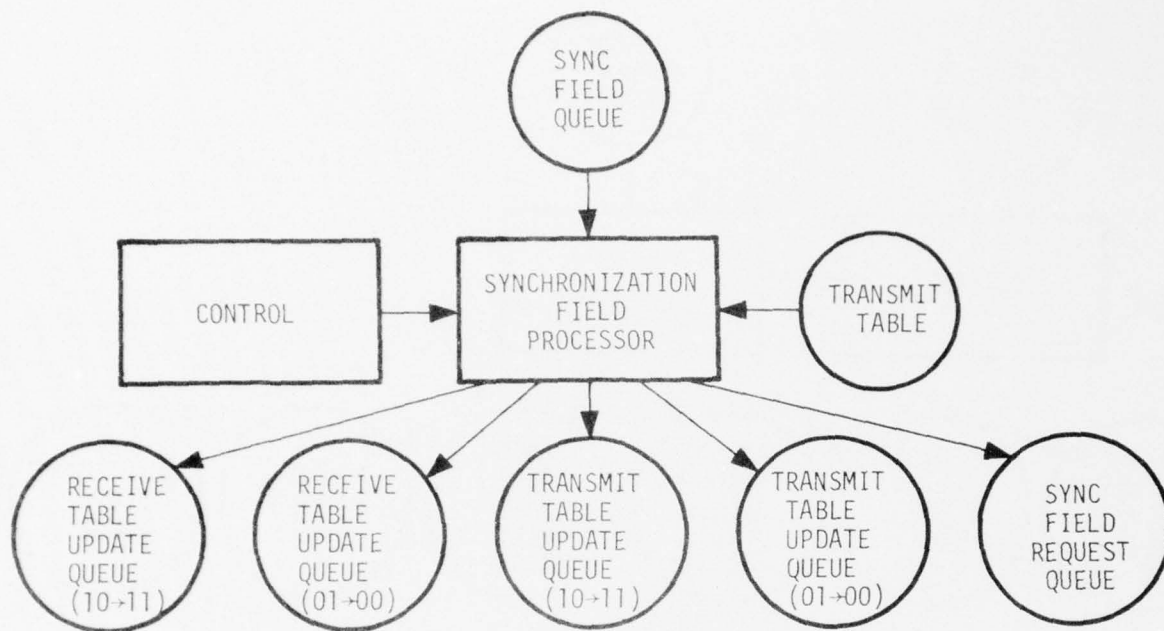 SYNC
FIELD
QUEUE
CONTROL
SYNCHRONIZATION
FIELD
PROCESSOR
TRANSMIT
TABLE
RECEIVE
TABLE
UPDATE
QUEUE
(10→11)
RECEIVE
TABLE
UPDATE
QUEUE
(01→00)
TRANSMIT
TABLE
UPDATE
QUEUE
(10→11)
TRANSMIT
TABLE
UPDATE
QUEUE
(01→00)
SYNC
FIELD
REQUEST
QUEUE